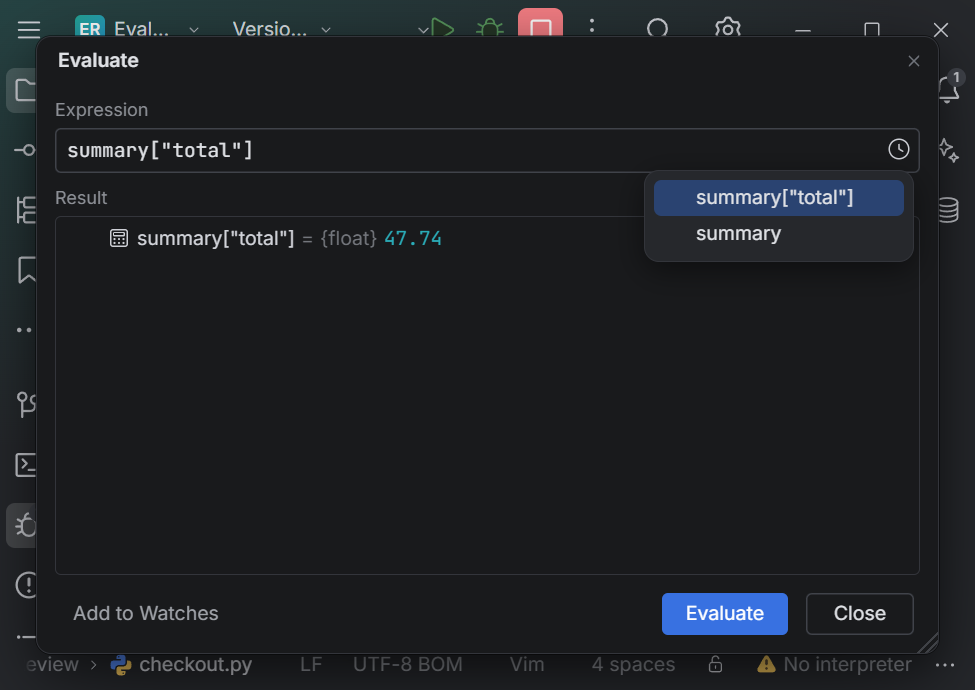 ER Eval... Versio...
Evaluate
1
Expression
summary["total"]
Result
summary["total"]
summary
summary["total"] = {float} 47.74
Add to Watches Evaluate Close
eview › checkout.py LF UTF-8 BOM Vim 4 spaces No interpreter ...